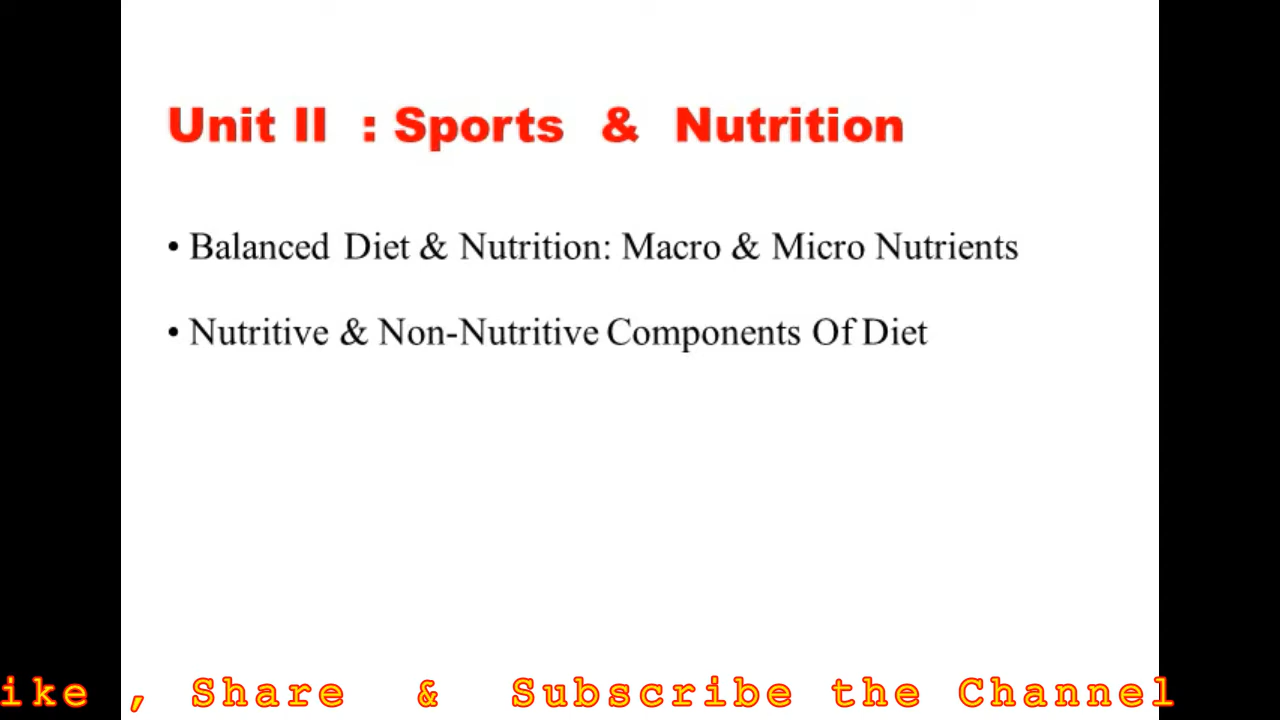 Unit II : Sports & Nutrition
• Balanced Diet & Nutrition: Macro & Micro Nutrients
• Nutritive & Non-Nutritive Components Of Diet
ike , Share & Subscribe the Channel